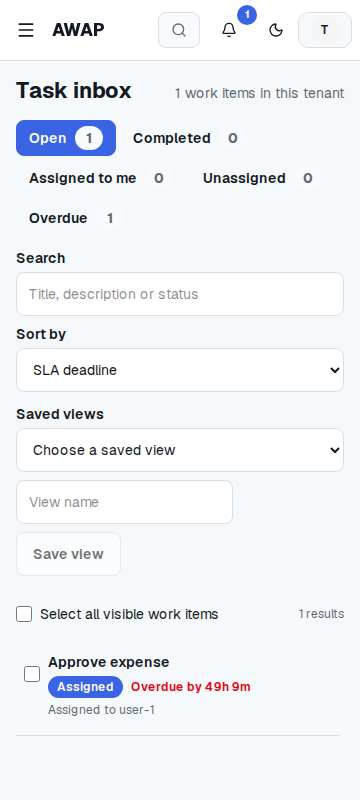 AWAP
1
T
Task inbox
1 work items in this tenant
Open 1
Completed 0
Assigned to me 0
Unassigned 0
Overdue 1
Search
Title, description or status
Sort by
SLA deadline
Saved views
Choose a saved view
View name
Save view
Select all visible work items
1 results
Approve expense
Assigned Overdue by 49h 9m
Assigned to user-1